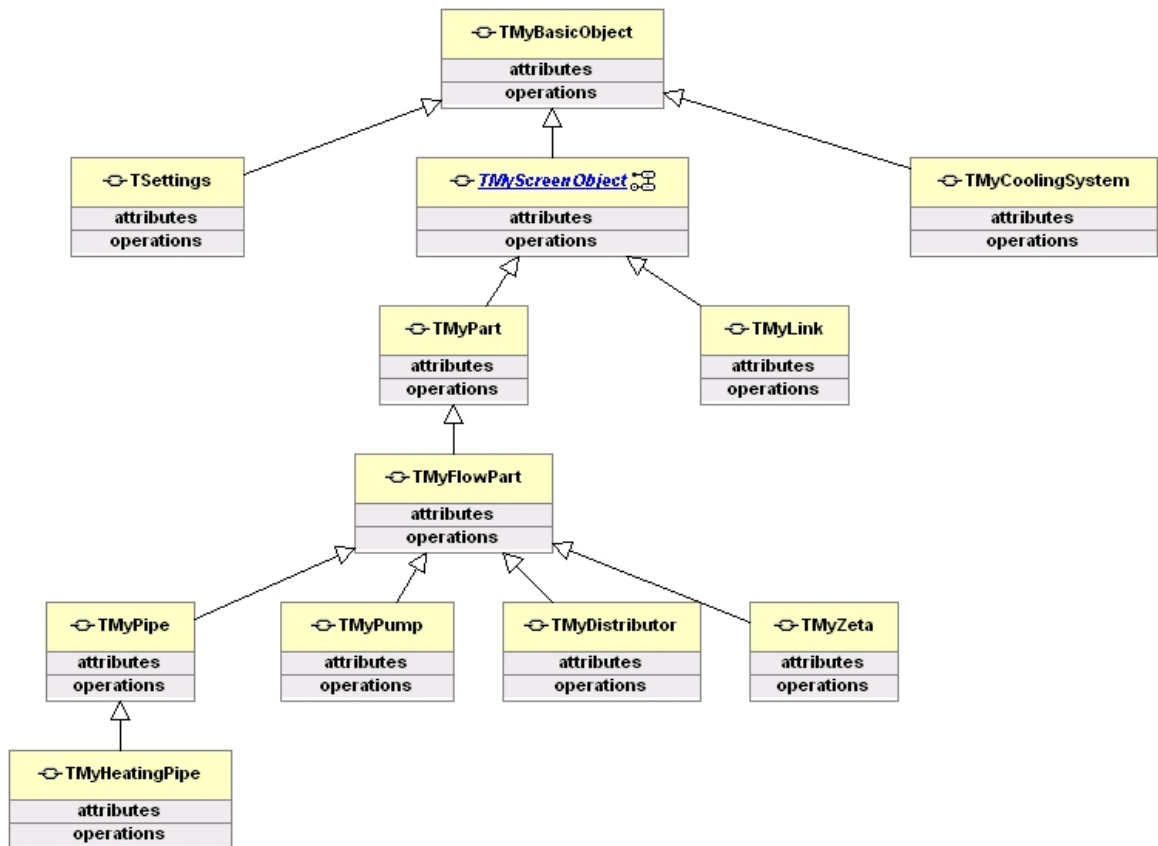 TMyBasicObject
attributes
operations
TSettings
attributes
operations
TMyScreenObject
attributes
operations
TMyCoolingSystem
attributes
operations
TMyPart
attributes
operations
TMyLink
attributes
operations
TMyFlowPart
attributes
operations
TMyPipe
attributes
operations
TMyPump
attributes
operations
TMyDistributor
attributes
operations
TMyZeta
attributes
operations
TMyHeatingPipe
attributes
operations